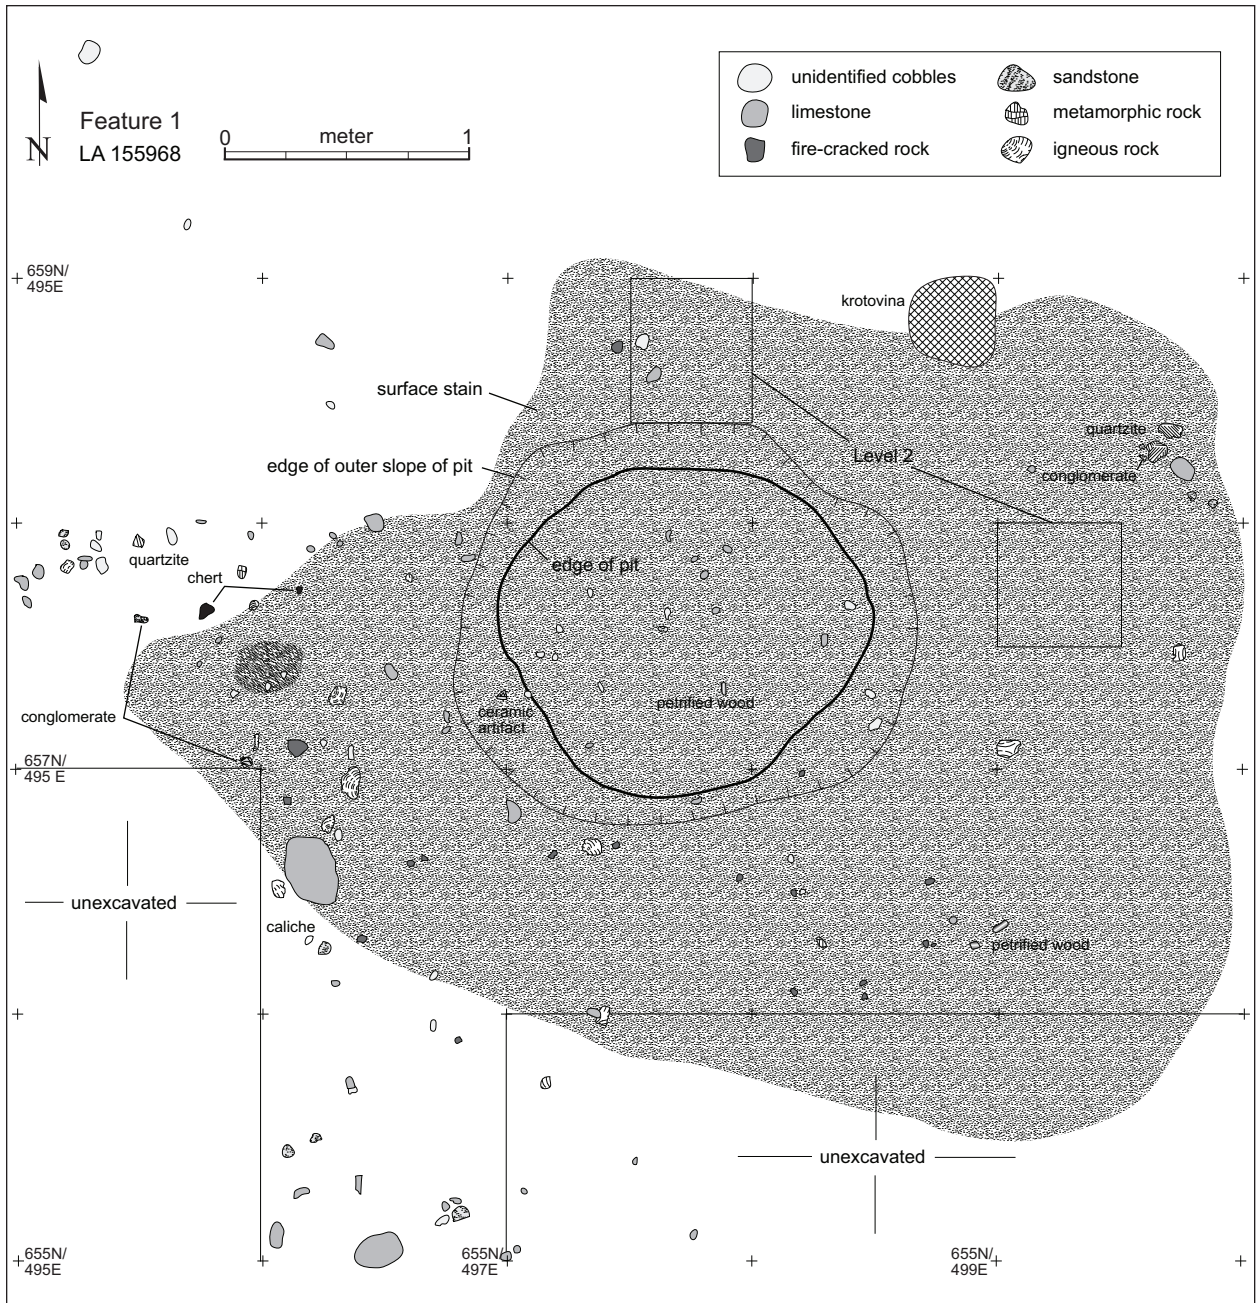 N
Feature 1
LA 155968
0 meter 1
unidentified cobbles
limestone
fire-cracked rock
sandstone
metamorphic rock
igneous rock
659N/
495E
krotovina
surface stain
edge of outer slope of pit
Level 2
quartzite
conglomerate
quartzite
chert
edge of pit
conglomerate
ceramic
artifact
petrified wood
657N/
495 E
unexcavated
caliche
petrified wood
unexcavated
655N/
495E
655N/
497E
655N/
499E